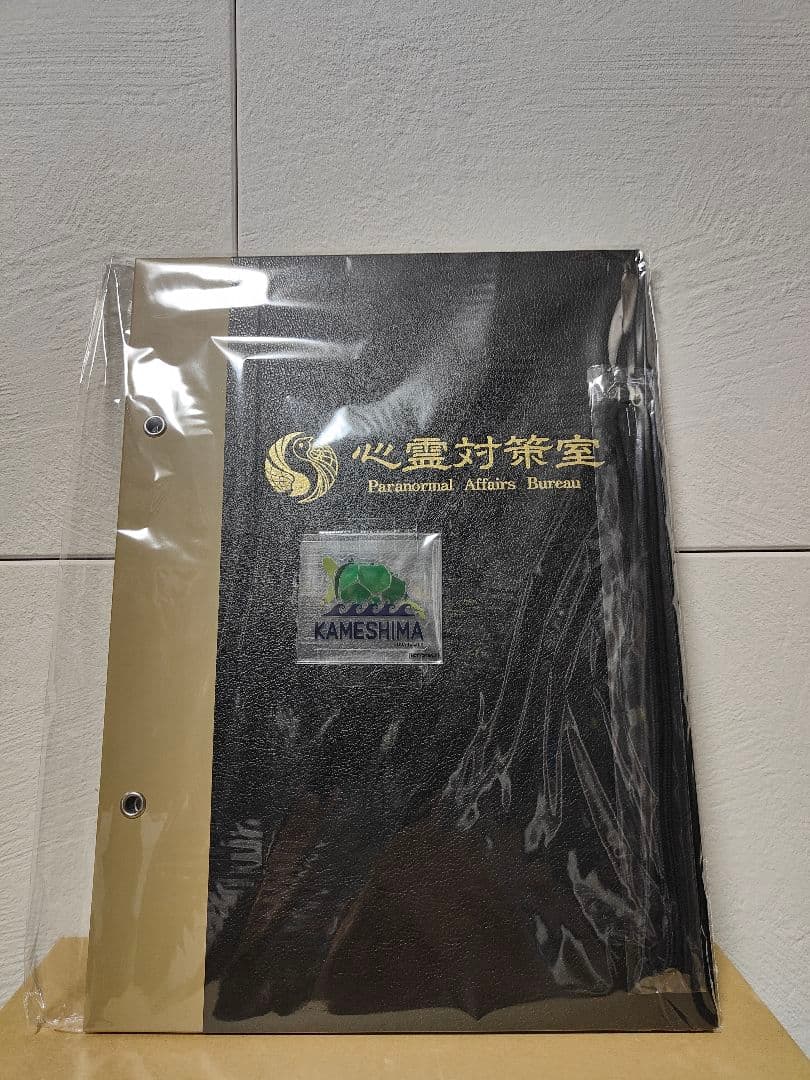 心霊対策室
Paranormal Affairs Bureau
KAMESHIMA